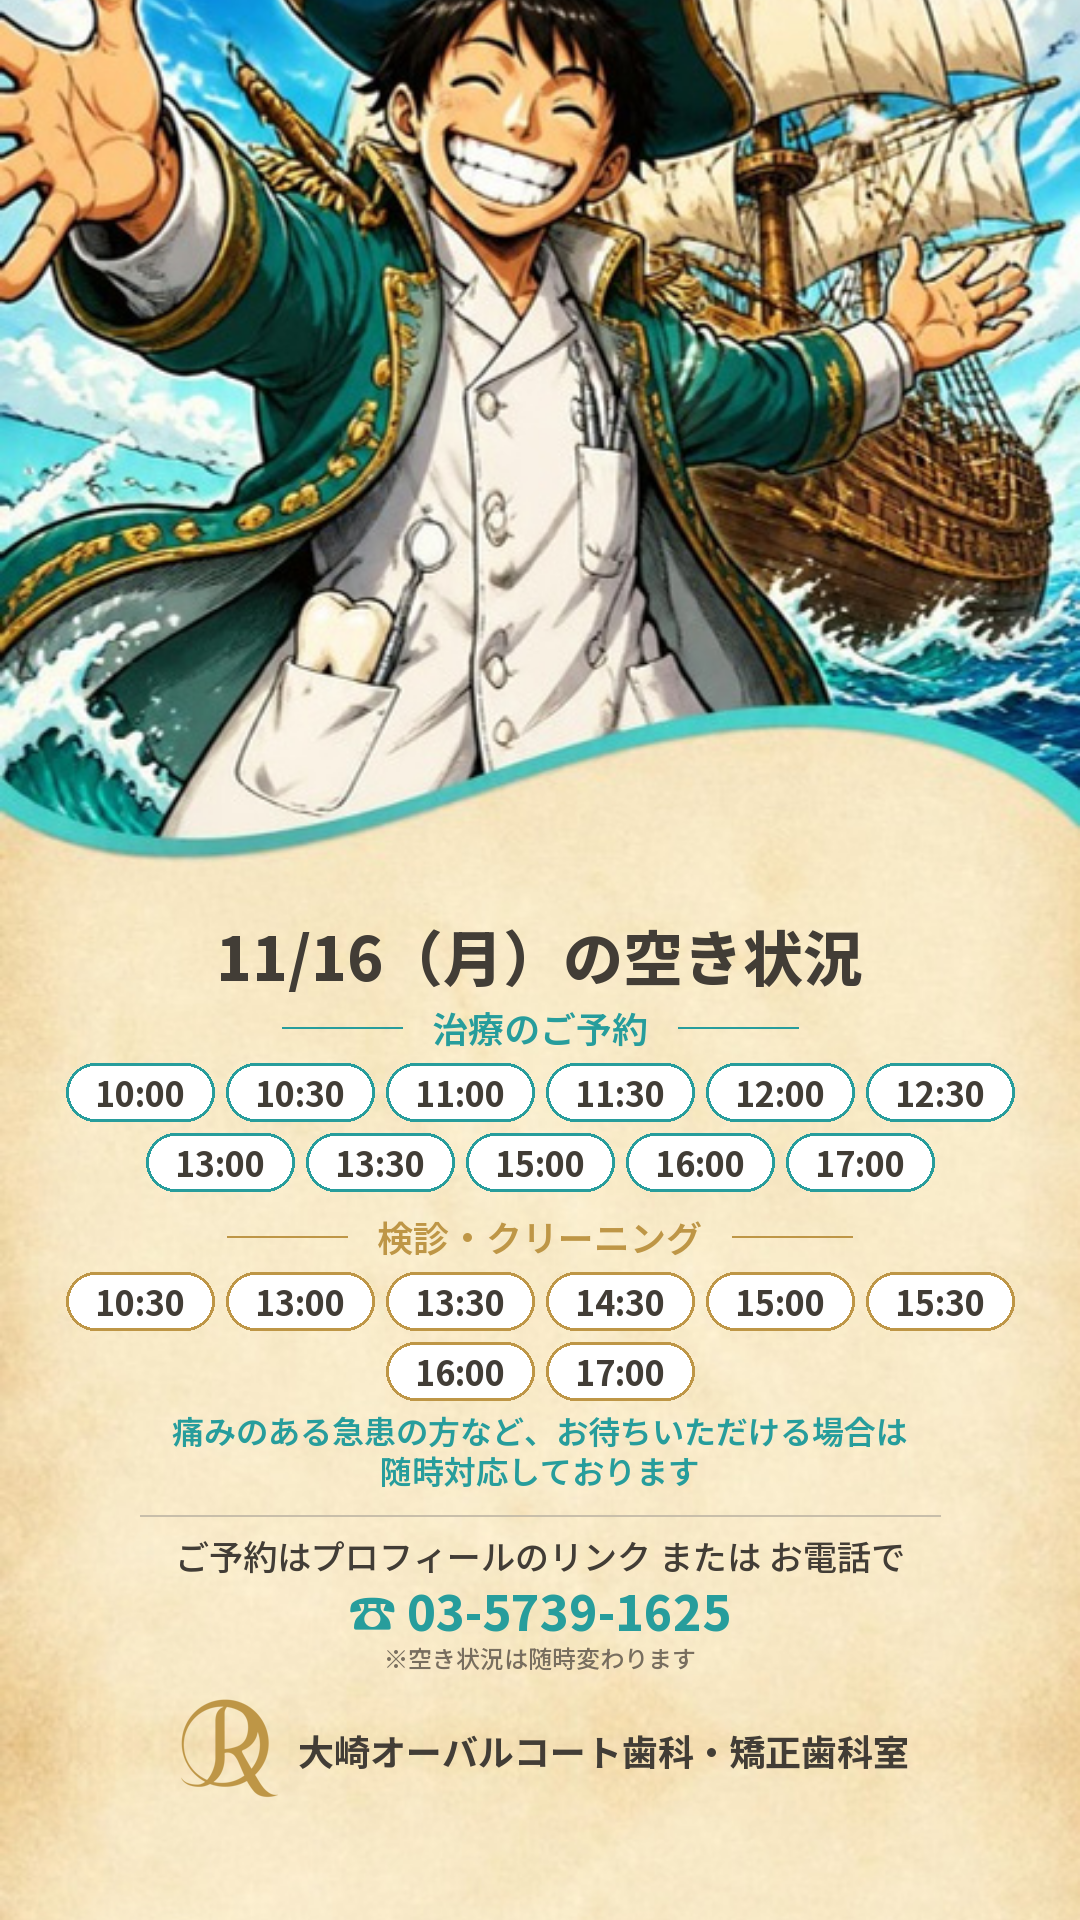 11/16（月）の空き状況
治療のご予約
10:00 10:30 11:00 11:30 12:00 12:30
13:00 13:30 15:00 16:00 17:00
検診・クリーニング
10:30 13:00 13:30 14:30 15:00 15:30
16:00 17:00
痛みのある急患の方など、お待ちいただける場合は
随時対応しております
ご予約はプロフィールのリンク または お電話で
☎ 03-5739-1625
※空き状況は随時変わります
大崎オーバルコート歯科・矯正歯科室